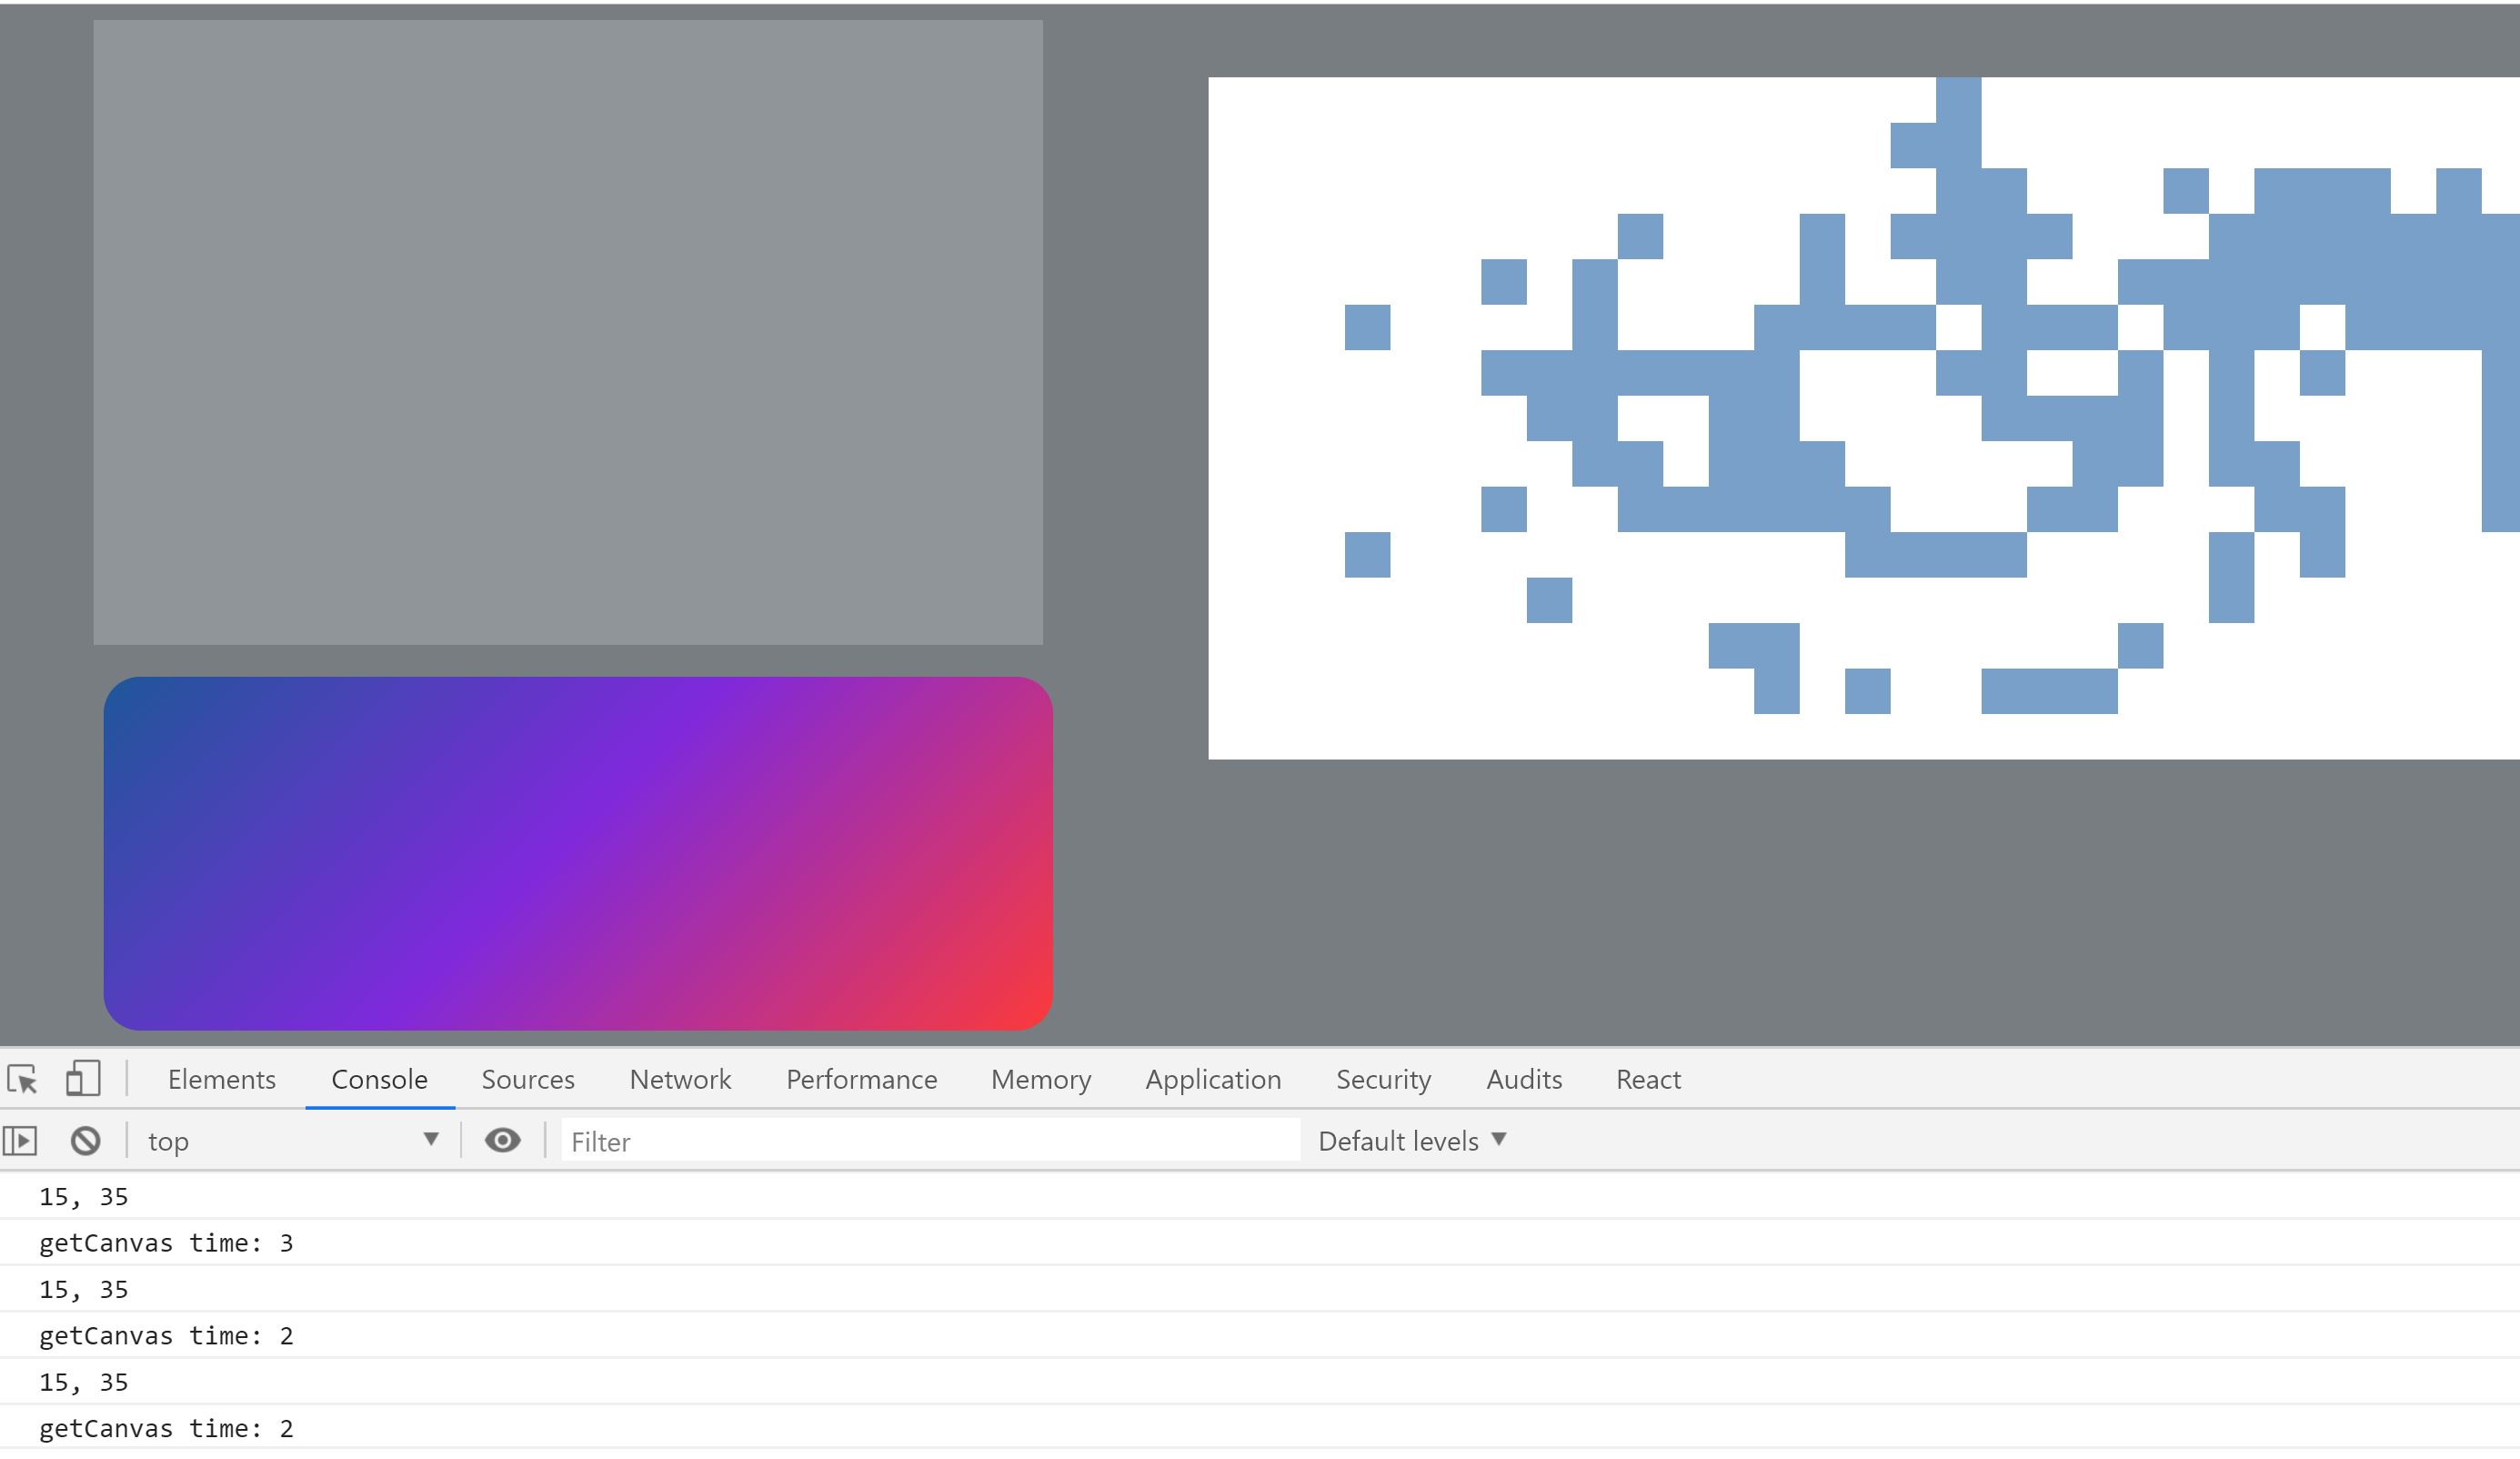 Elements Console Sources Network Performance Memory Application Security Audits React
top Filter Default levels
15, 35
getCanvas time: 3
15, 35
getCanvas time: 2
15, 35
getCanvas time: 2